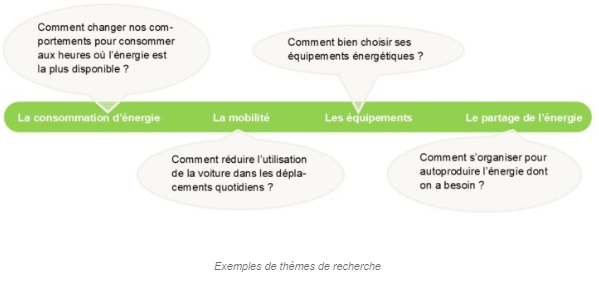 Comment changer nos com-
portements pour consommer
aux heures où l'énergie est
la plus disponible ?
Comment bien choisir ses
équipements énergétiques ?
La consommation d'énergie
La mobilité
Les équipements
Le partage de l'énergie
Comment réduire l'utilisation
de la voiture dans les dépla-
cements quotidiens ?
Comment s'organiser pour
autoproduire l'énergie dont
on a besoin ?
Exemples de thèmes de recherche